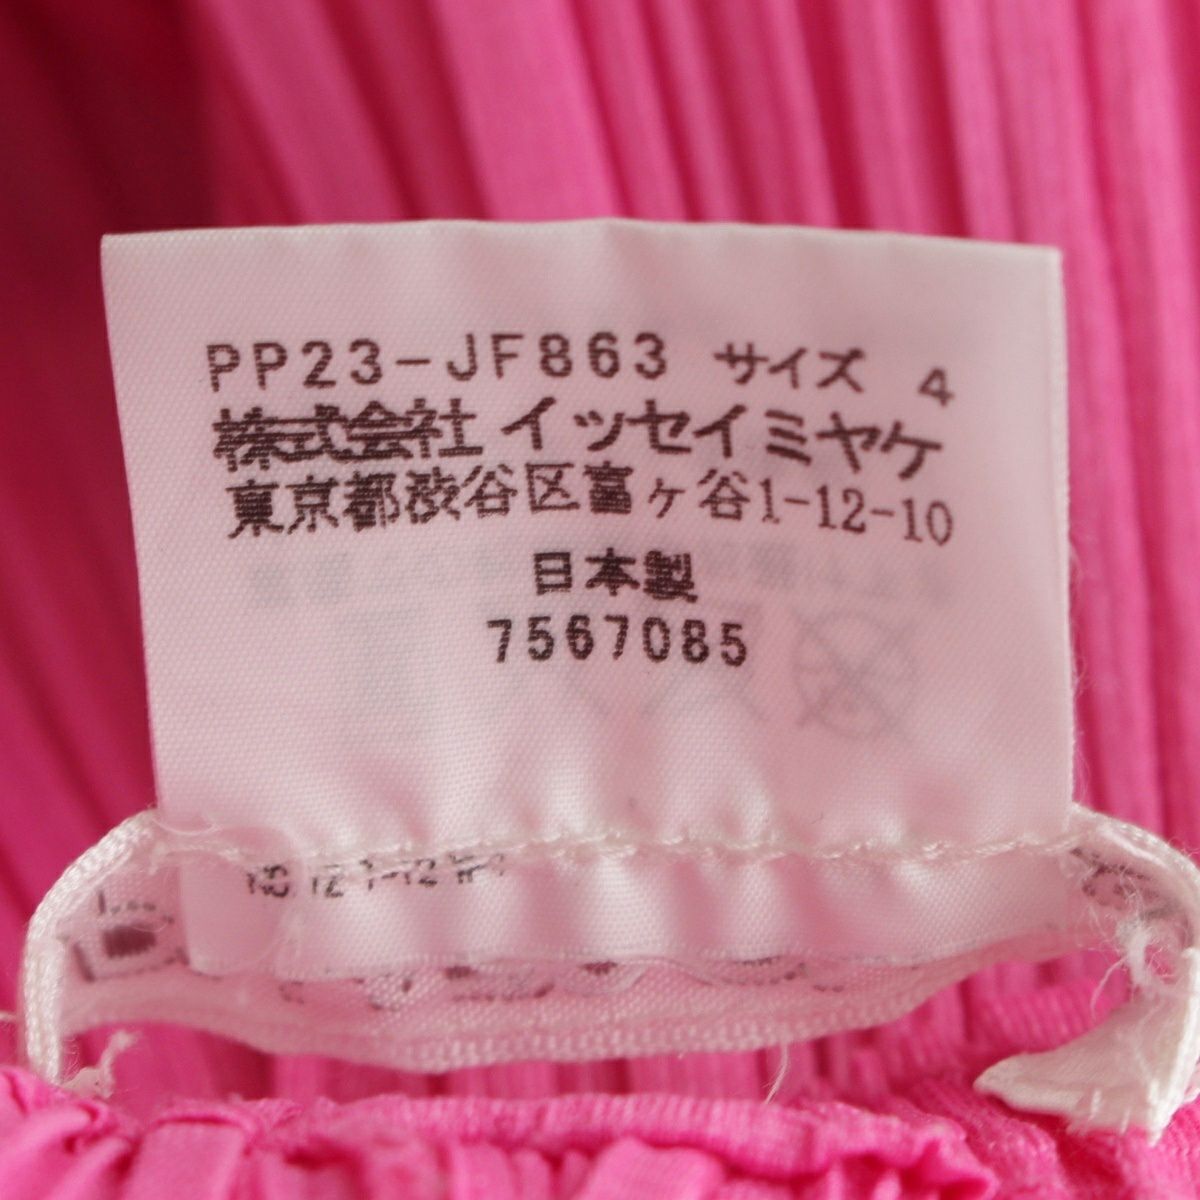 PP23-JF863 サイズ 4
株式会社 イッセイミヤケ
東京都渋谷区富ヶ谷1-12-10
日本製
7567085